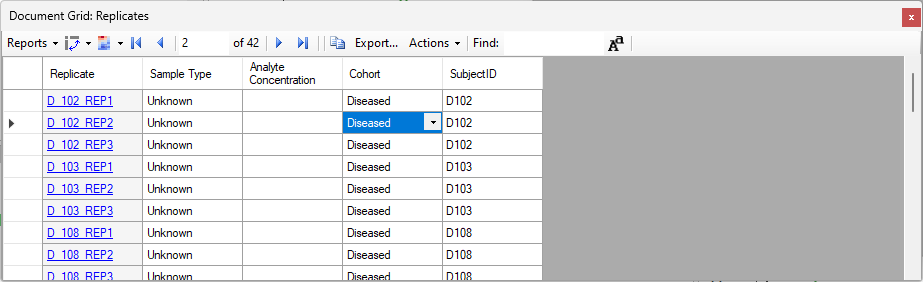 Document Grid: Replicates
x
Reports 2 of 42 Export... Actions Find: Aa
Replicate Sample Type Analyte Concentration Cohort SubjectID
D_102_REP1 Unknown Diseased D102
D_102_REP2 Unknown Diseased D102
D_102_REP3 Unknown Diseased D102
D_103_REP1 Unknown Diseased D103
D_103_REP2 Unknown Diseased D103
D_103_REP3 Unknown Diseased D103
D_108_REP1 Unknown Diseased D108
D_108_REP2 Unknown Diseased D108
D_108_REP3 Unknown Diseased D108